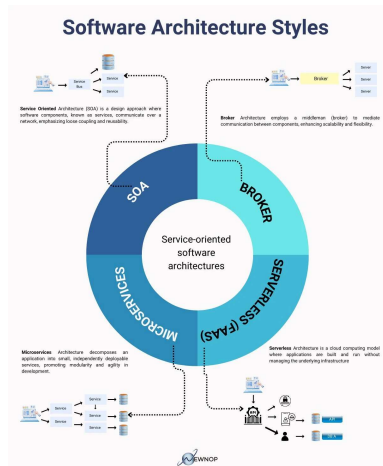 Software Architecture Styles
Service
Bus
Service
Service
Service Oriented Architecture (SOA) is a design approach where
software components, known as services, communicate over a
network, emphasizing loose coupling and reusability.
Broker
Server
Server
Server
Broker Architecture employs a middleman (broker) to mediate
communication between components, enhancing scalability and flexibility.
SOA
BROKER
Service-oriented
software
architectures
MICROSERVICES
SERVERLESS (FAAS)
Microservices Architecture decomposes an
application into small, independently deployable
services, promoting modularity and agility in
development.
Service
Service
Service
Service
Serverless Architecture is a cloud computing model
where applications are built and run without
managing the underlying infrastructure
API
EWNOP